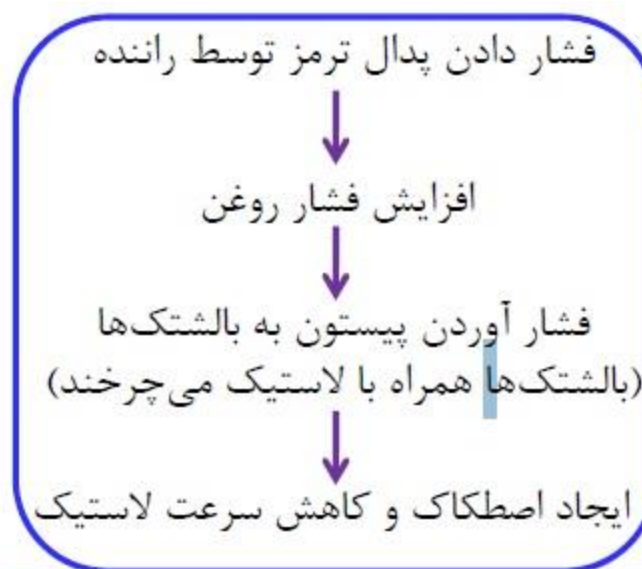 فشار دادن پدال ترمز توسط راننده
افزایش فشار روغن
فشار آوردن پیستون به بالشتک‌ها
(بالشتک‌ها همراه با لاستیک می‌چرخند)
ایجاد اصطکاک و کاهش سرعت لاستیک